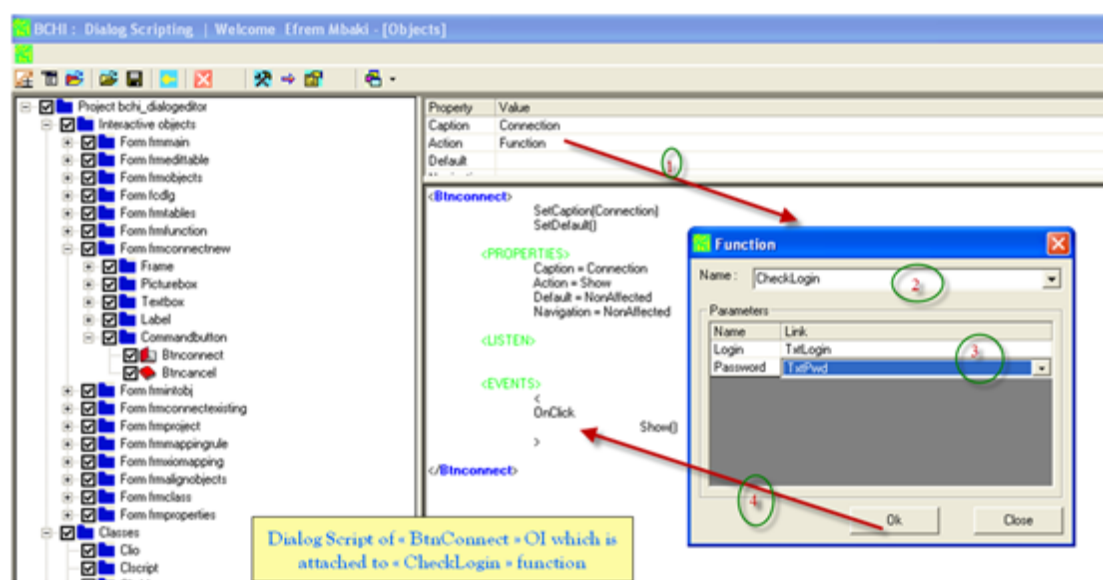 BCHI : Dialog Scripting | Welcome Efrem Mbaki - [Objects]
Project bchi_dialogeditor
Interactive objects
Form frmmain
Form frmedittable
Form frmobjects
Form fcdlg
Form frmtables
Form frmfunction
Form frmconnectnew
Frame
Picturebox
Textbox
Label
Commandbutton
Btnconnect
Btncancel
Form frmintobj
Form frmconnectexisting
Form frmproject
Form frmmappingrule
Form frmxiomapping
Form frmalignobjects
Form frmclass
Form frmproperties
Classes
Clio
Clscript
Property Value
Caption Connection
Action Function
Default
1
<Btnconnect>
SetCaption(Connection)
SetDefault()
<PROPERTIES>
Caption = Connection
Action = Show
Default = NonAffected
Navigation = NonAffected
<LISTEN>
<EVENTS>
<
OnClick
Show()
>
</Btnconnect>
Function
Name : CheckLogin
2
Parameters
Name Link
Login TxtLogin
Password TxtPwd
3
4
Ok Close
Dialog Script of « BtnConnect » OI which is
attached to « CheckLogin » function